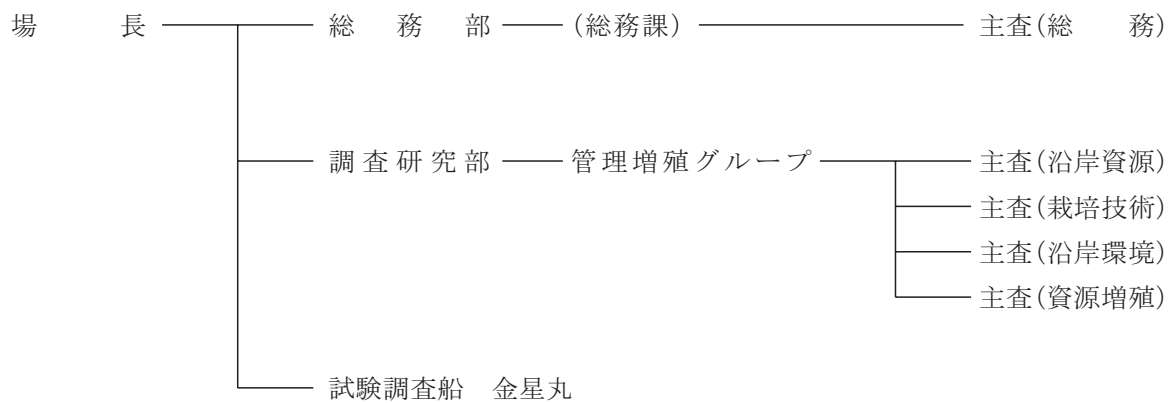 場長 総務部 (総務課) 主査(総務)
調査研究部 管理増殖グループ 主査(沿岸資源)
主査(栽培技術)
主査(沿岸環境)
主査(資源増殖)
試験調査船 金星丸